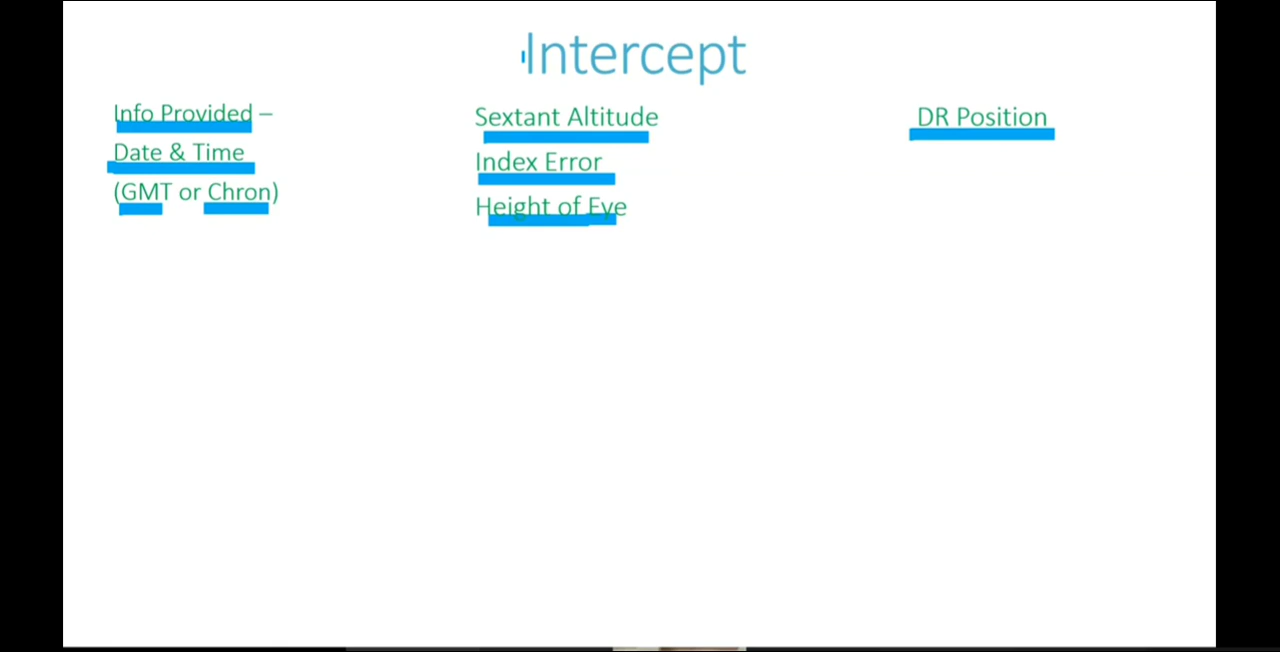 Intercept
Info Provided –
Date & Time
(GMT or Chron)
Sextant Altitude
Index Error
Height of Eye
DR Position